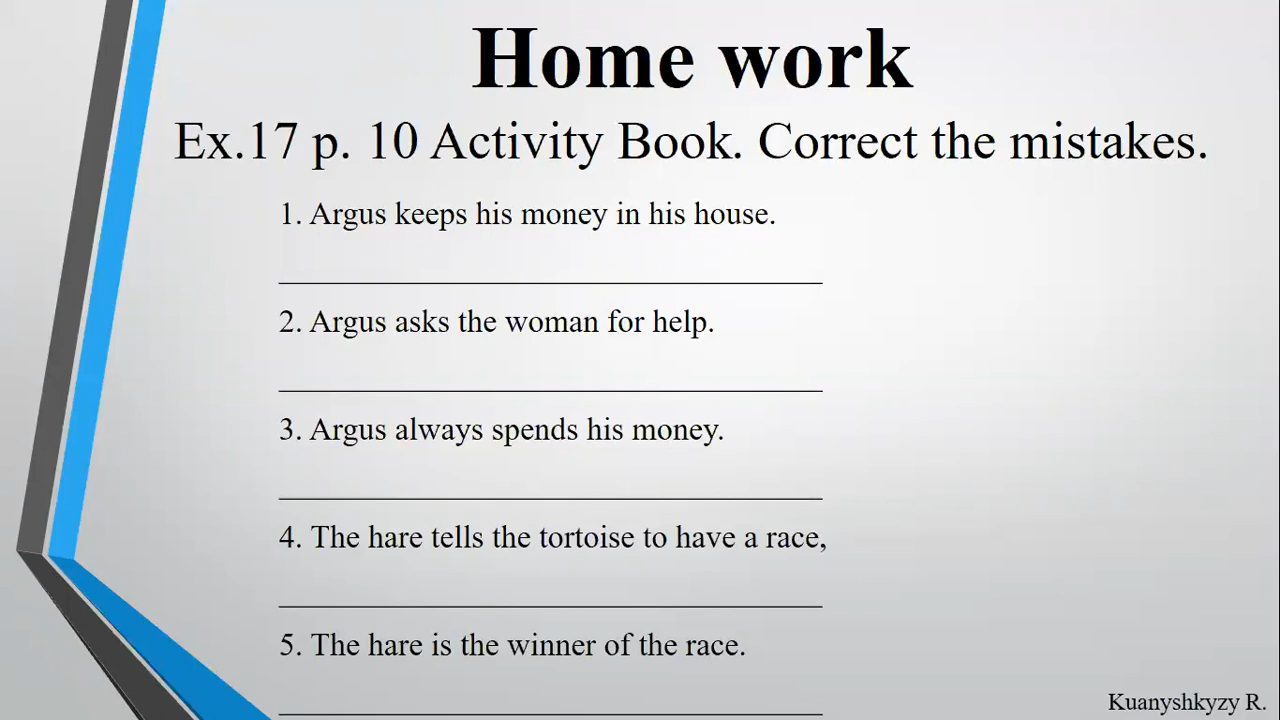 Home work
Ex.17 p. 10 Activity Book. Correct the mistakes.
1. Argus keeps his money in his house.
2. Argus asks the woman for help.
3. Argus always spends his money.
4. The hare tells the tortoise to have a race,
5. The hare is the winner of the race.
Kuanyshkyzy R.